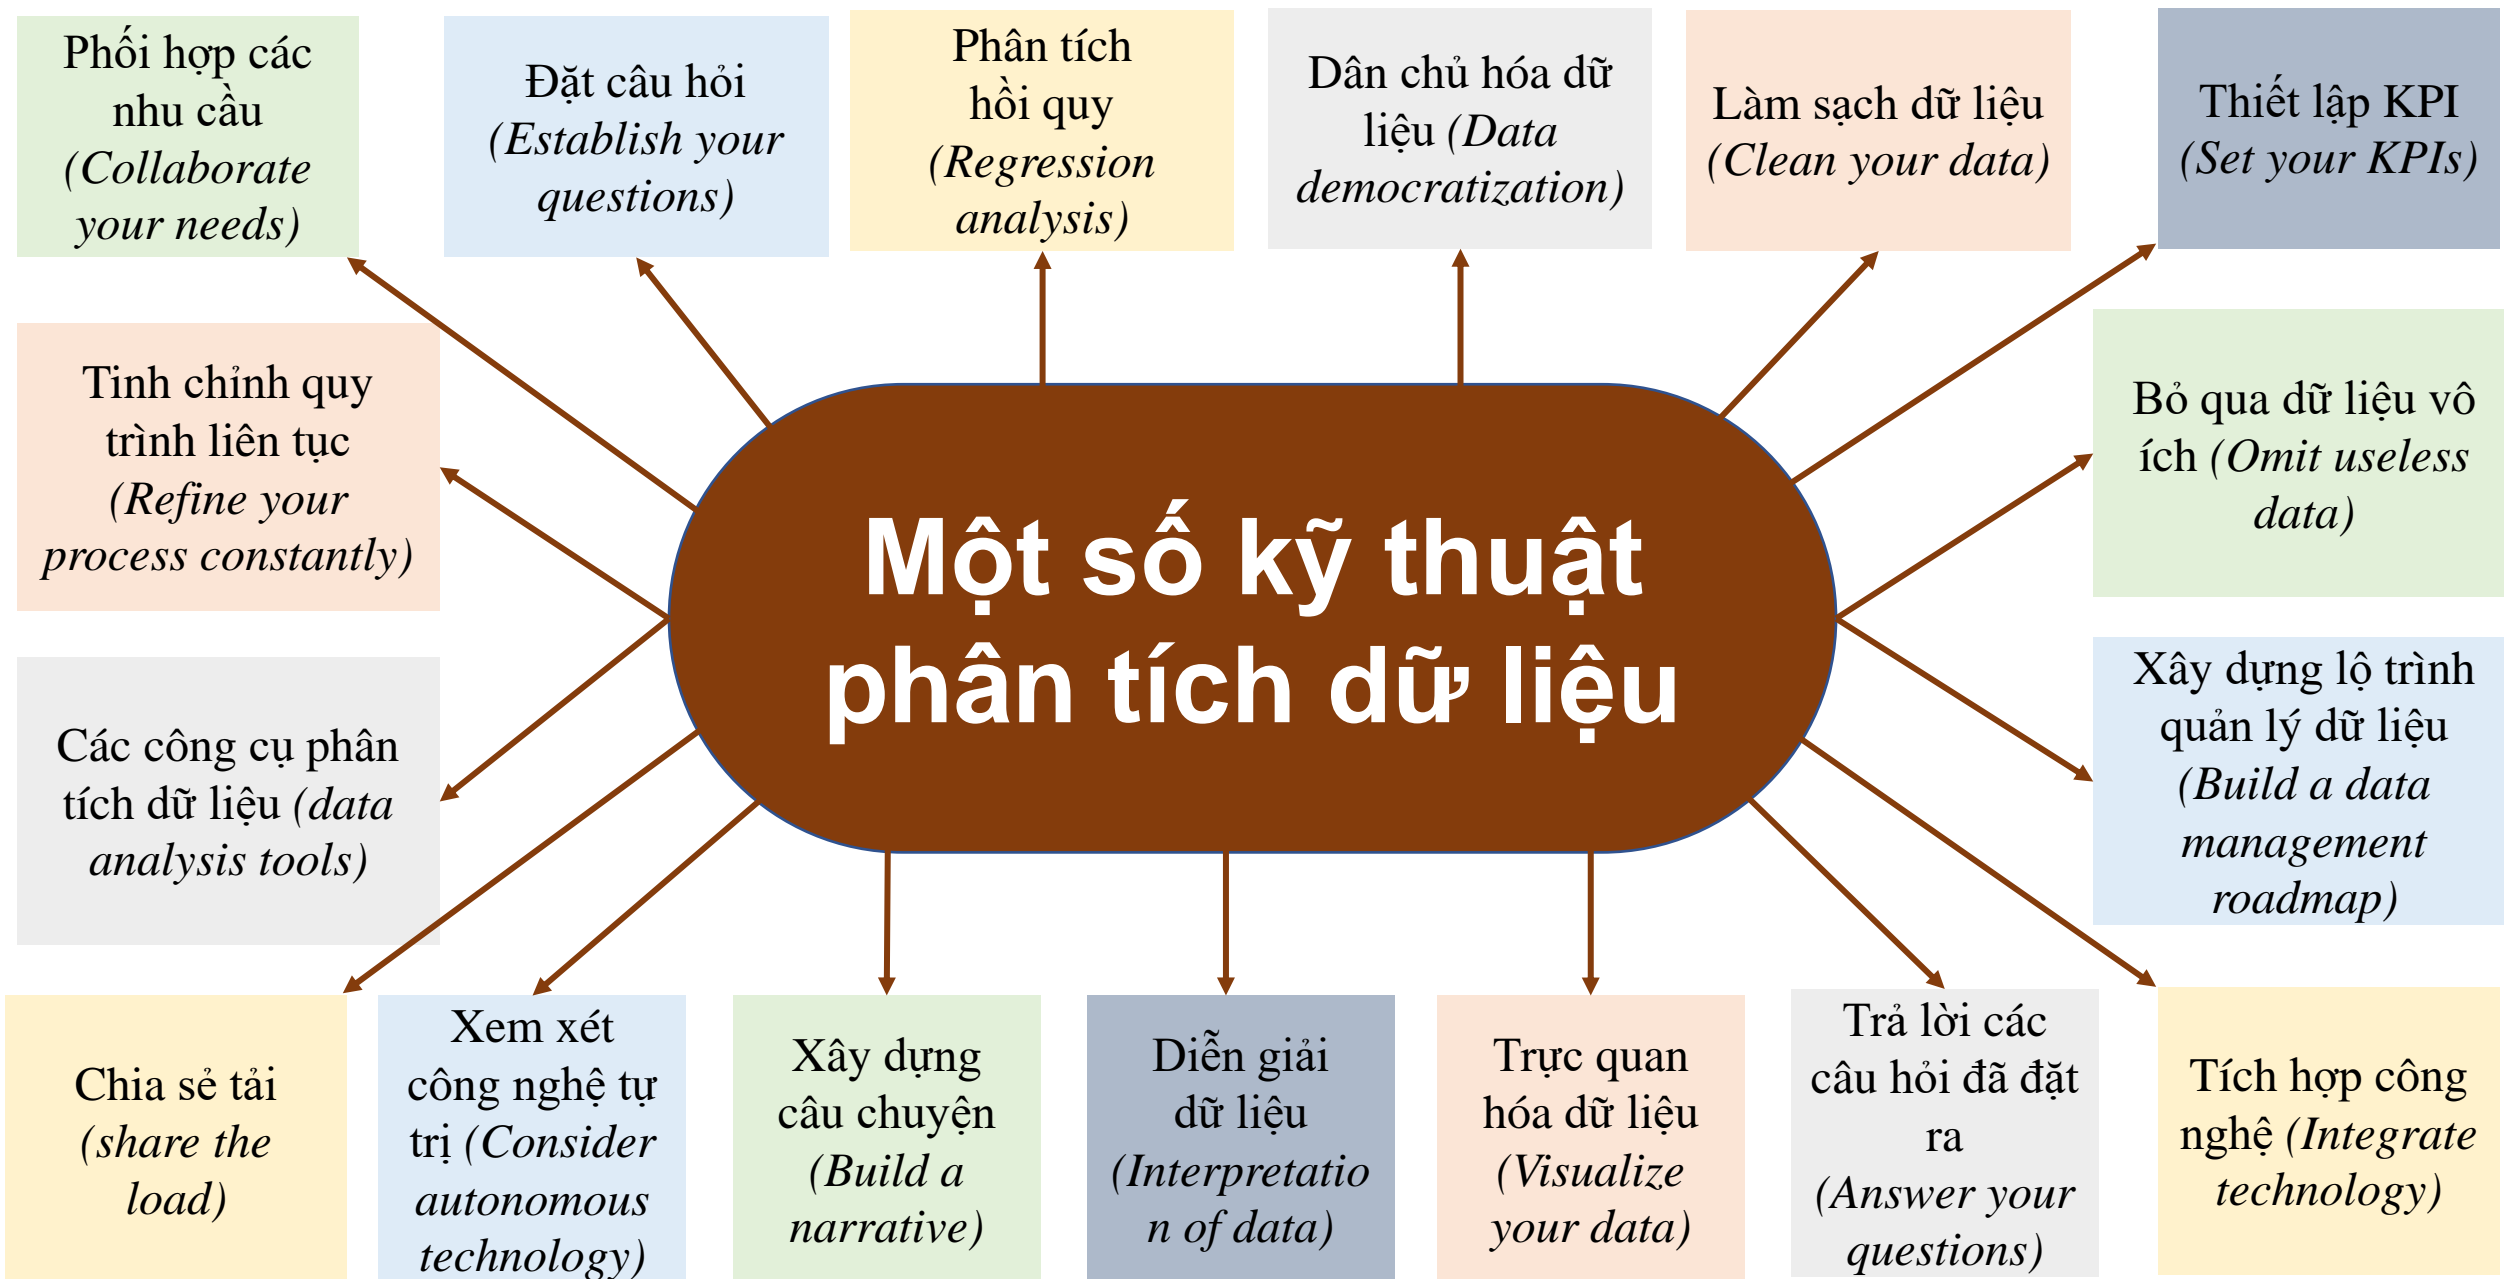 Phối hợp các
nhu cầu
(Collaborate
your needs)
Đặt câu hỏi
(Establish your
questions)
Phân tích
hồi quy
(Regression
analysis)
Dân chủ hóa dữ
liệu (Data
democratization)
Làm sạch dữ liệu
(Clean your data)
Thiết lập KPI
(Set your KPIs)
Tinh chỉnh quy
trình liên tục
(Refine your
process constantly)
Một số kỹ thuật
phân tích dữ liệu
Bỏ qua dữ liệu vô
ích (Omit useless
data)
Các công cụ phân
tích dữ liệu (data
analysis tools)
Xây dựng lộ trình
quản lý dữ liệu
(Build a data
management
roadmap)
Chia sẻ tải
(share the
load)
Xem xét
công nghệ tự
trị (Consider
autonomous
technology)
Xây dựng
câu chuyện
(Build a
narrative)
Diễn giải
dữ liệu
(Interpretatio
n of data)
Trực quan
hóa dữ liệu
(Visualize
your data)
Trả lời các
câu hỏi đã đặt
ra
(Answer your
questions)
Tích hợp công
nghệ (Integrate
technology)